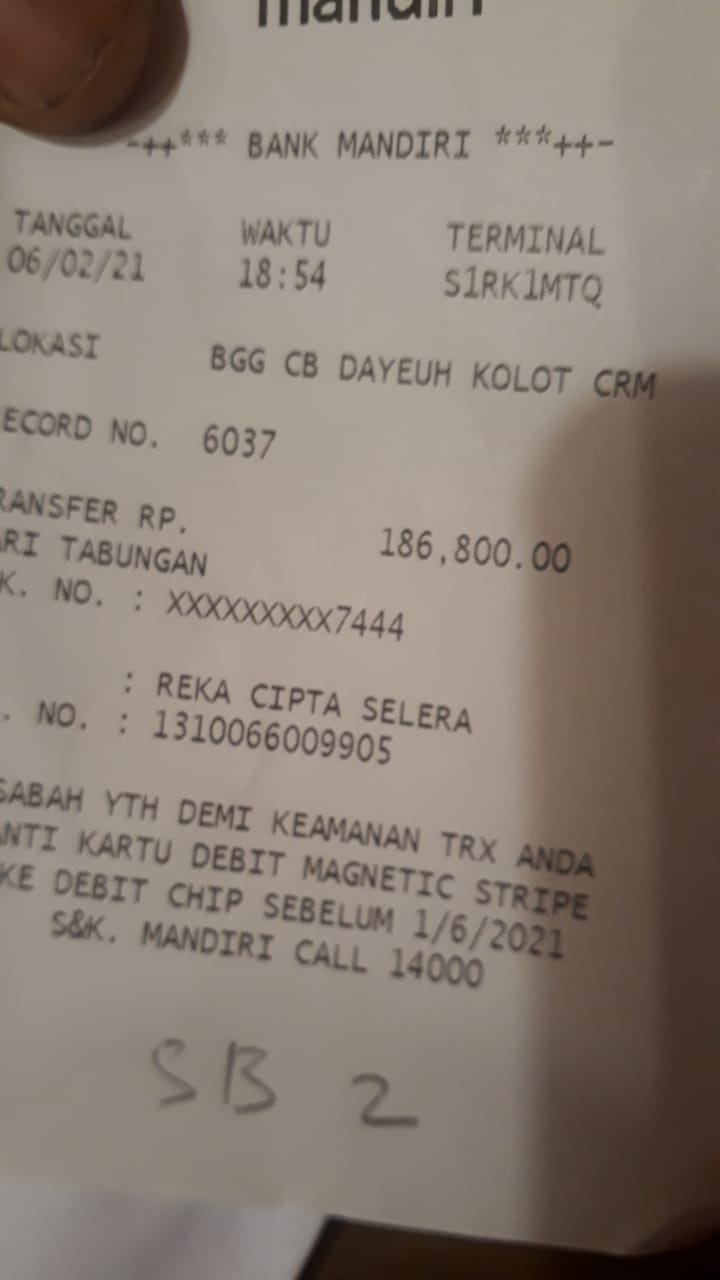 mandiri
-++*** BANK MANDIRI ***++-
TANGGAL WAKTU TERMINAL
06/02/21 18:54 S1RK1MTQ
LOKASI BGG CB DAYEUH KOLOT CRM
ECORD NO. 6037
RANSFER RP. 186,800.00
ARI TABUNGAN
K. NO. : XXXXXXXXX7444
: REKA CIPTA SELERA
. NO. : 1310066009905
SABAH YTH DEMI KEAMANAN TRX ANDA
ANTI KARTU DEBIT MAGNETIC STRIPE
KE DEBIT CHIP SEBELUM 1/6/2021
S&K. MANDIRI CALL 14000
SB 2